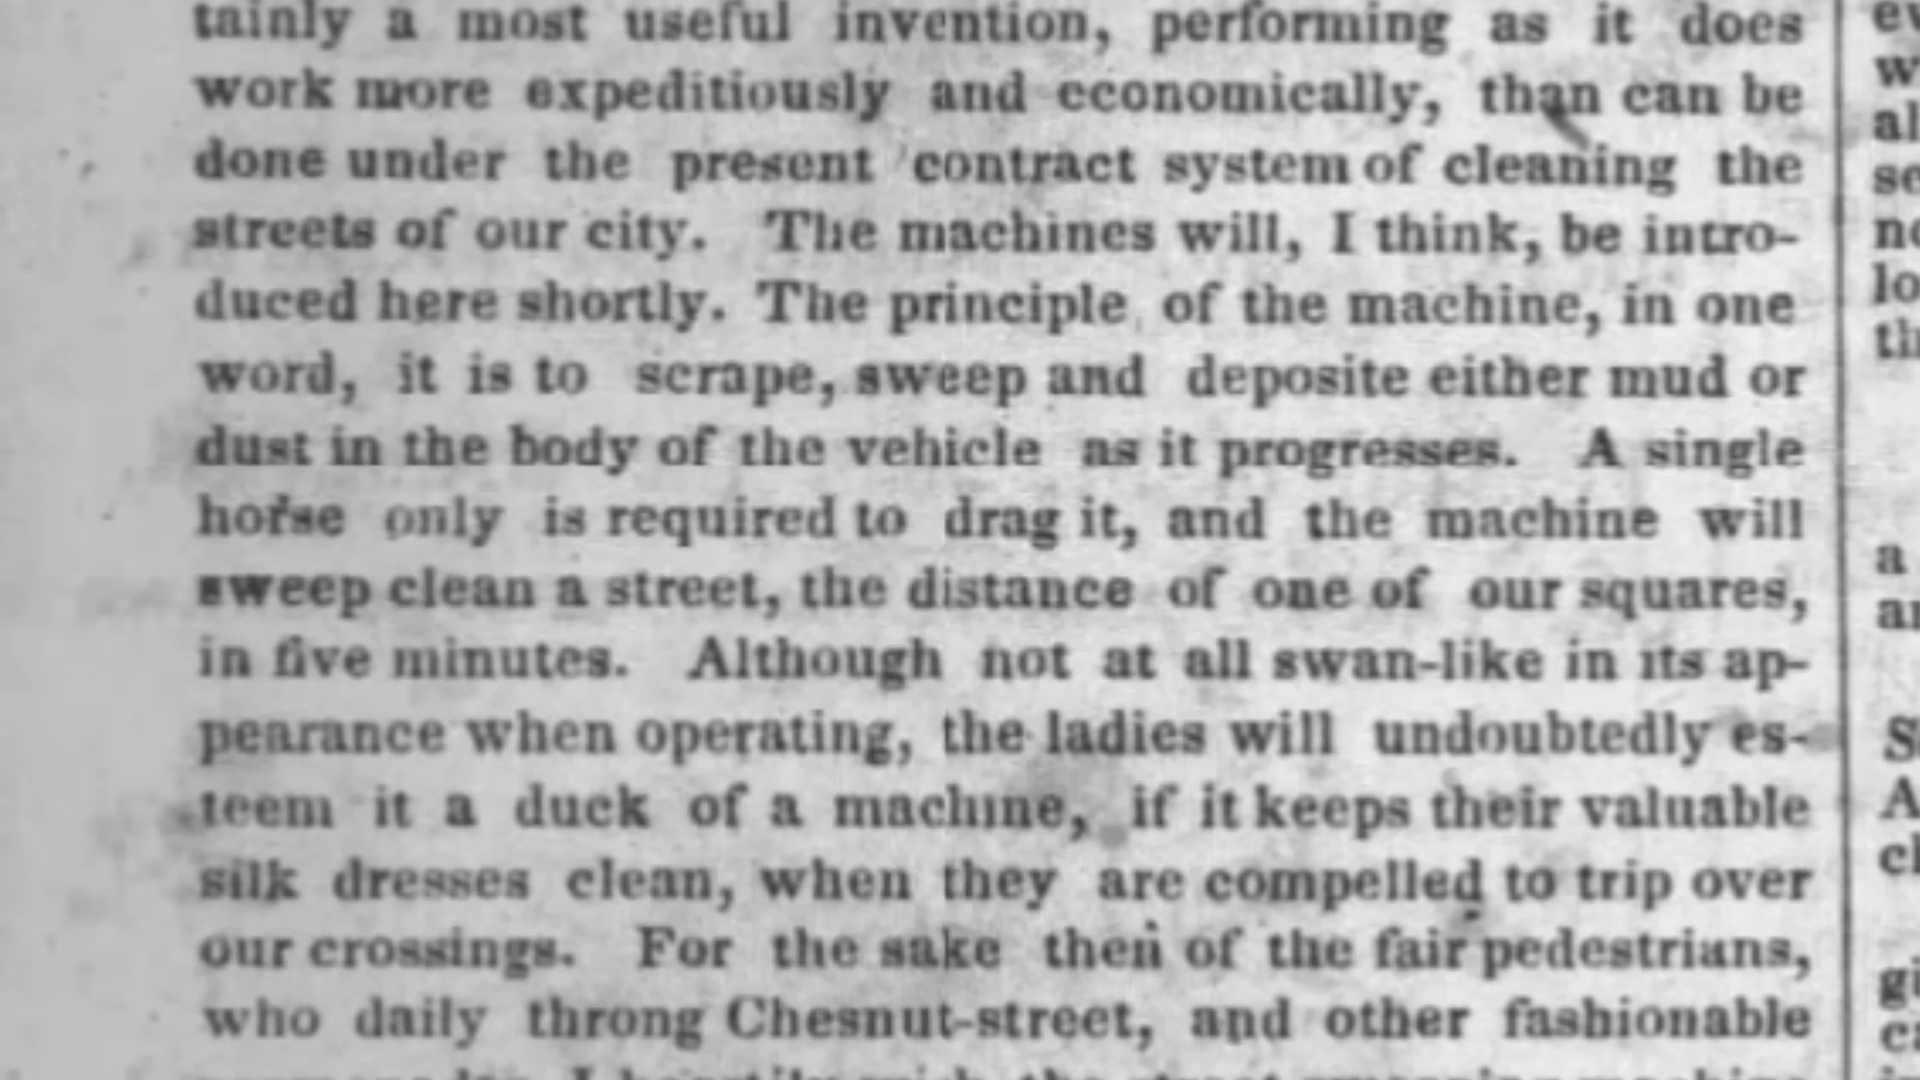 tainly a most useful invention, performing as it does
work more expeditiously and economically, than can be
done under the present contract system of cleaning the
streets of our city. The machines will, I think, be intro-
duced here shortly. The principle of the machine, in one
word, it is to scrape, sweep and deposite either mud or
dust in the body of the vehicle as it progresses. A single
horse only is required to drag it, and the machine will
sweep clean a street, the distance of one of our squares,
in five minutes. Although not at all swan-like in its ap-
pearance when operating, the ladies will undoubtedly es-
teem it a duck of a machine, if it keeps their valuable
silk dresses clean, when they are compelled to trip over
our crossings. For the sake then of the fair pedestrians,
who daily throng Chesnut-street, and other fashionable